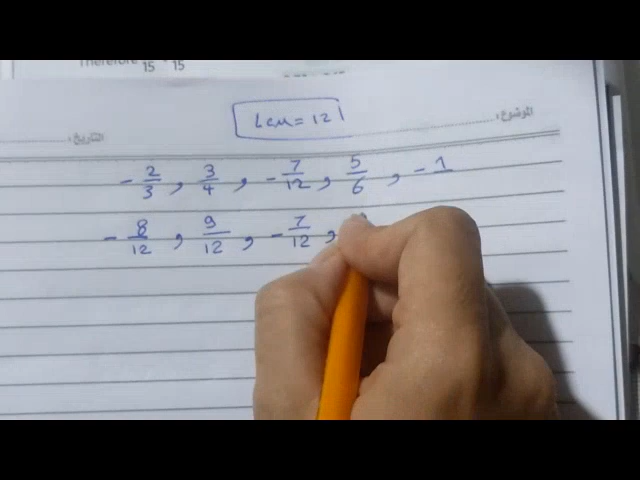 Therefore 15 15
Lcm = 12
الموضوع: التاريخ:
- 2/3 , 3/4 , - 7/12 , 5/6 , - 1
- 8/12 , 9/12 , - 7/12 ,